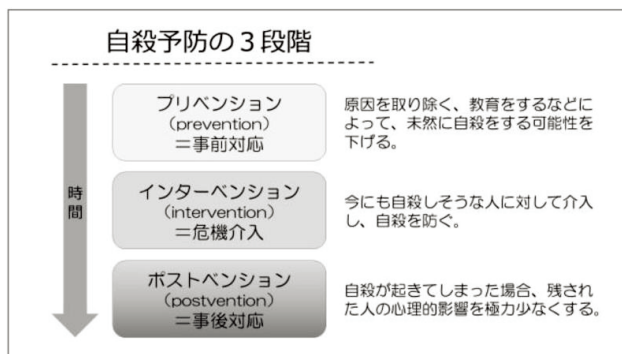 自殺予防の３段階
時間
プリベンション
(prevention)
＝事前対応
原因を取り除く、教育をするなどに
よって、未然に自殺をする可能性を
下げる。
インターベンション
(intervention)
＝危機介入
今にも自殺しそうな人に対して介入
し、自殺を防ぐ。
ポストベンション
(postvention)
＝事後対応
自殺が起きてしまった場合、残され
た人の心理的影響を極力少なくする。